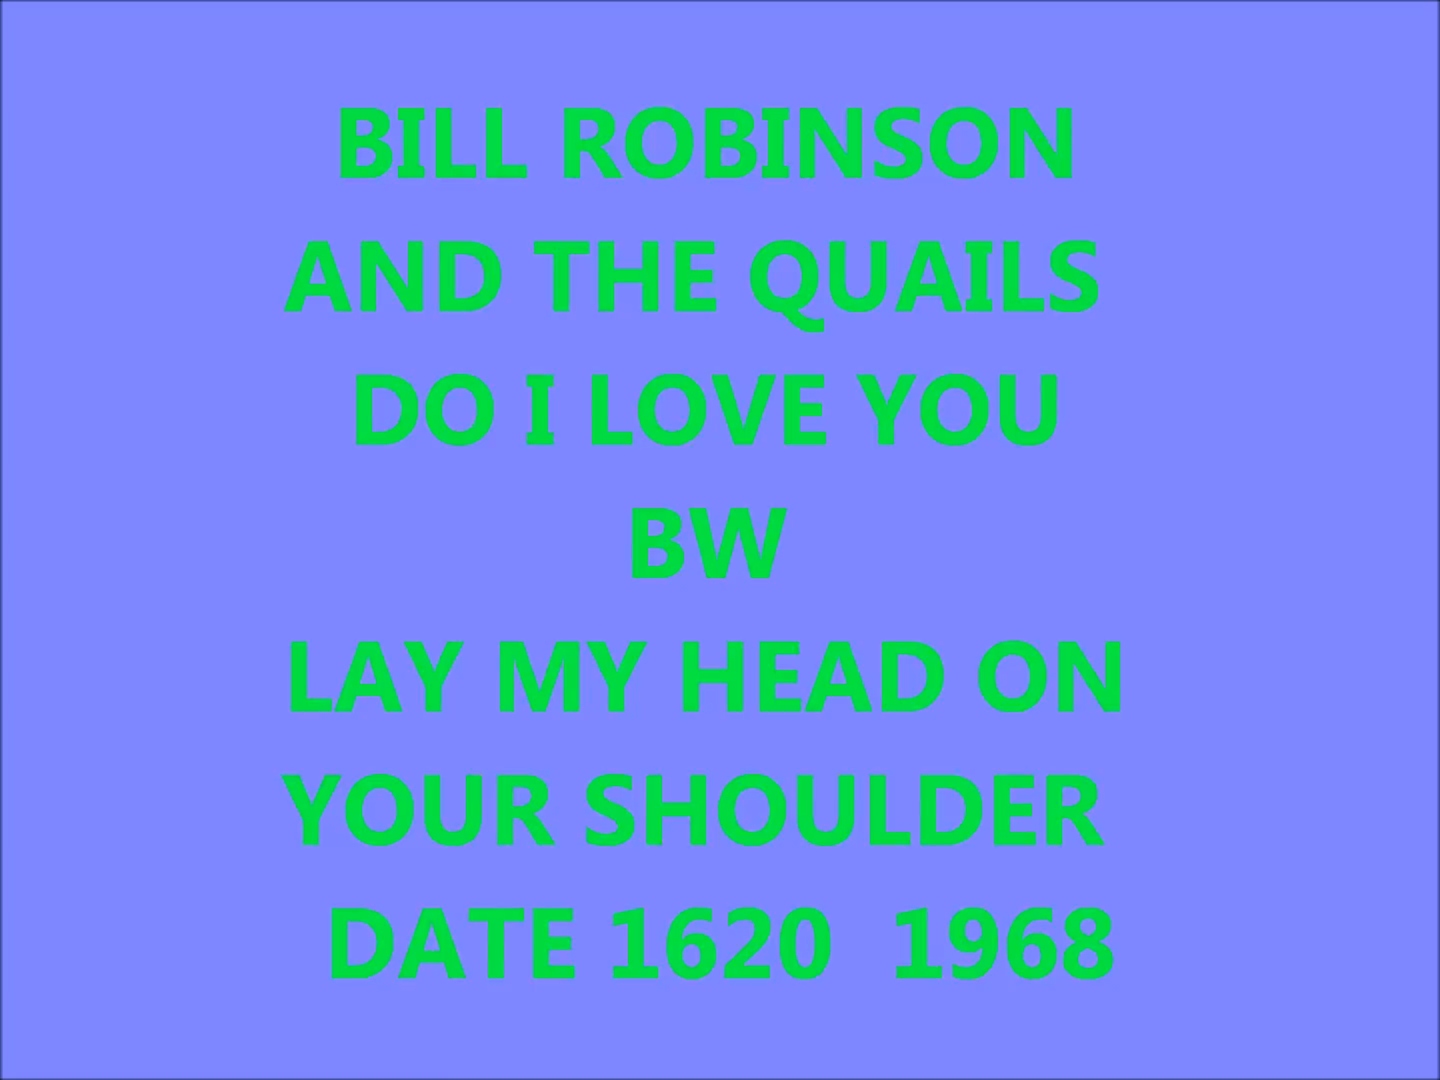 BILL ROBINSON
AND THE QUAILS
DO I LOVE YOU
BW
LAY MY HEAD ON
YOUR SHOULDER
DATE 1620  1968